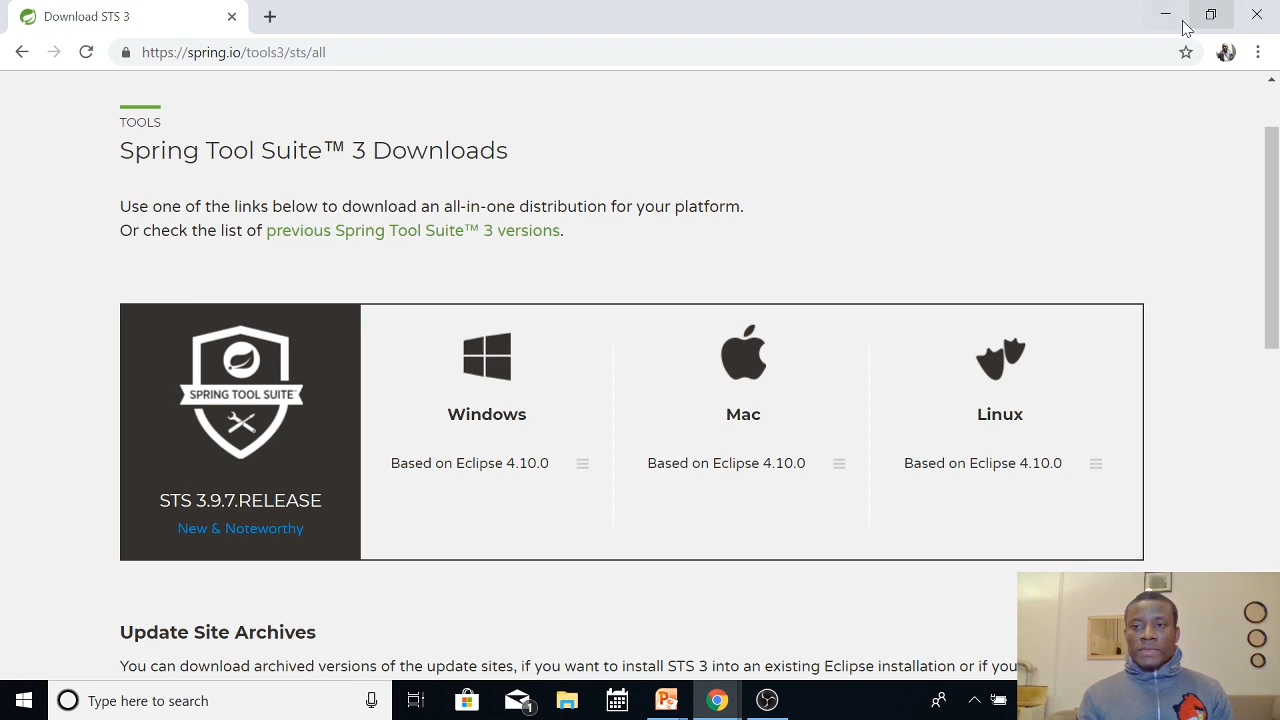 Download STS 3
https://spring.io/tools3/sts/all
TOOLS
Spring Tool Suite™ 3 Downloads
Use one of the links below to download an all-in-one distribution for your platform.
Or check the list of previous Spring Tool Suite™ 3 versions.
SPRING TOOL SUITE™
STS 3.9.7.RELEASE
New & Noteworthy
Windows
Based on Eclipse 4.10.0
Mac
Based on Eclipse 4.10.0
Linux
Based on Eclipse 4.10.0
Update Site Archives
You can download archived versions of the update sites, if you want to install STS 3 into an existing Eclipse installation or if you
Type here to search
1